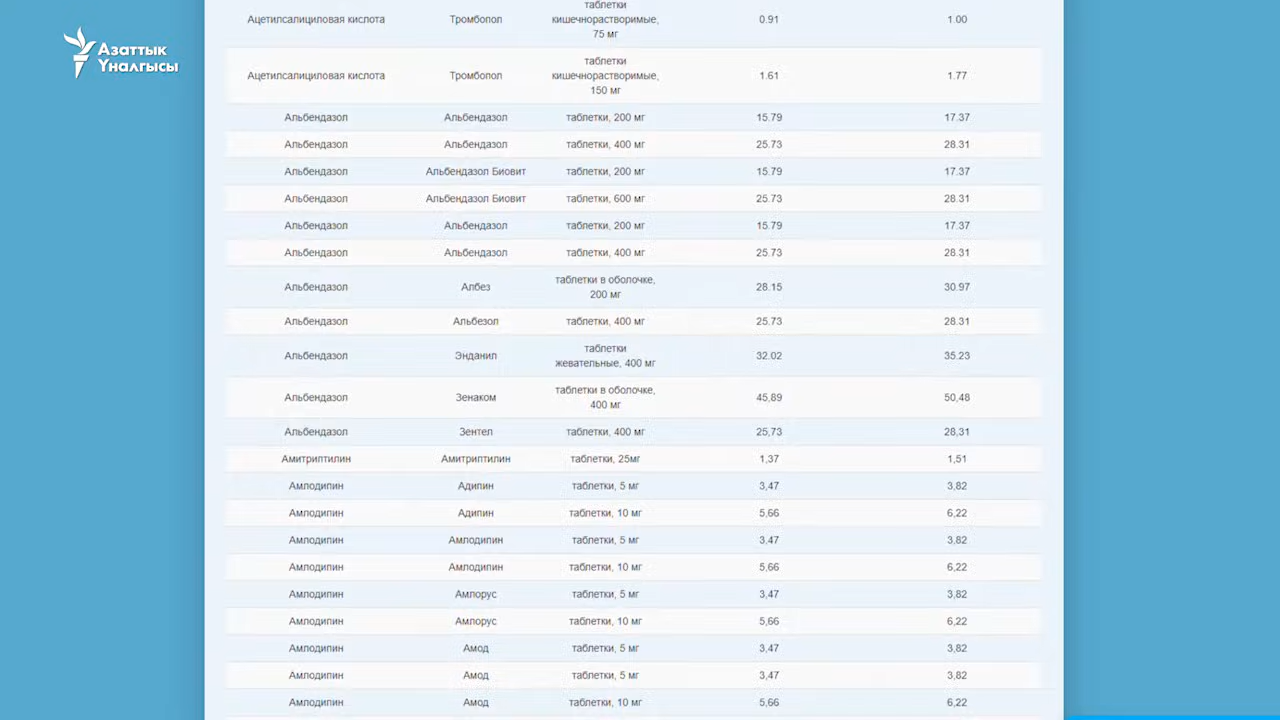 Азаттык
Үналгысы
таблетки
Ацетилсалициловая кислота Тромбопол кишечнорастворимые, 0.91 1.00
75 мг
таблетки
Ацетилсалициловая кислота Тромбопол кишечнорастворимые, 1.61 1.77
150 мг
Альбендазол Альбендазол таблетки, 200 мг 15.79 17.37
Альбендазол Альбендазол таблетки, 400 мг 25.73 28.31
Альбендазол Альбендазол Биовит таблетки, 200 мг 15.79 17.37
Альбендазол Альбендазол Биовит таблетки, 600 мг 25.73 28.31
Альбендазол Альбендазол таблетки, 200 мг 15.79 17.37
Альбендазол Альбендазол таблетки, 400 мг 25.73 28.31
таблетки в оболочке,
Альбендазол Албез 28.15 30.97
200 мг
Альбендазол Альбезол таблетки, 400 мг 25.73 28.31
таблетки
Альбендазол Энданил 32.02 35.23
жевательные, 400 мг
таблетки в оболочке,
Альбендазол Зенаком 45,89 50,48
400 мг
Альбендазол Зентел таблетки, 400 мг 25,73 28,31
Амитриптилин Амитриптилин таблетки, 25мг 1,37 1,51
Амлодипин Адипин таблетки, 5 мг 3,47 3,82
Амлодипин Адипин таблетки, 10 мг 5,66 6,22
Амлодипин Амлодипин таблетки, 5 мг 3,47 3,82
Амлодипин Амлодипин таблетки, 10 мг 5,66 6,22
Амлодипин Амлорус таблетки, 5 мг 3,47 3,82
Амлодипин Амлорус таблетки, 10 мг 5,66 6,22
Амлодипин Амод таблетки, 5 мг 3,47 3,82
Амлодипин Амод таблетки, 5 мг 3,47 3,82
Амлодипин Амод таблетки, 10 мг 5,66 6,22